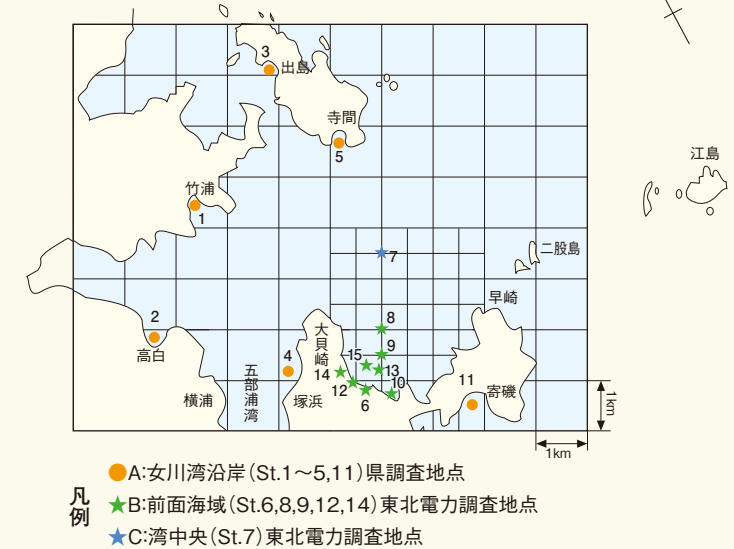 3
出島
寺間
5
江島
竹浦
1
7
二股島
早崎
2
高白
大貝崎
8
9
15
13
14
12
10
6
4
五部浦湾
横浦
塚浜
11
寄磯
1km
1km
凡例
A:女川湾沿岸(St.1～5,11)県調査地点
B:前面海域(St.6,8,9,12,14)東北電力調査地点
C:湾中央(St.7)東北電力調査地点